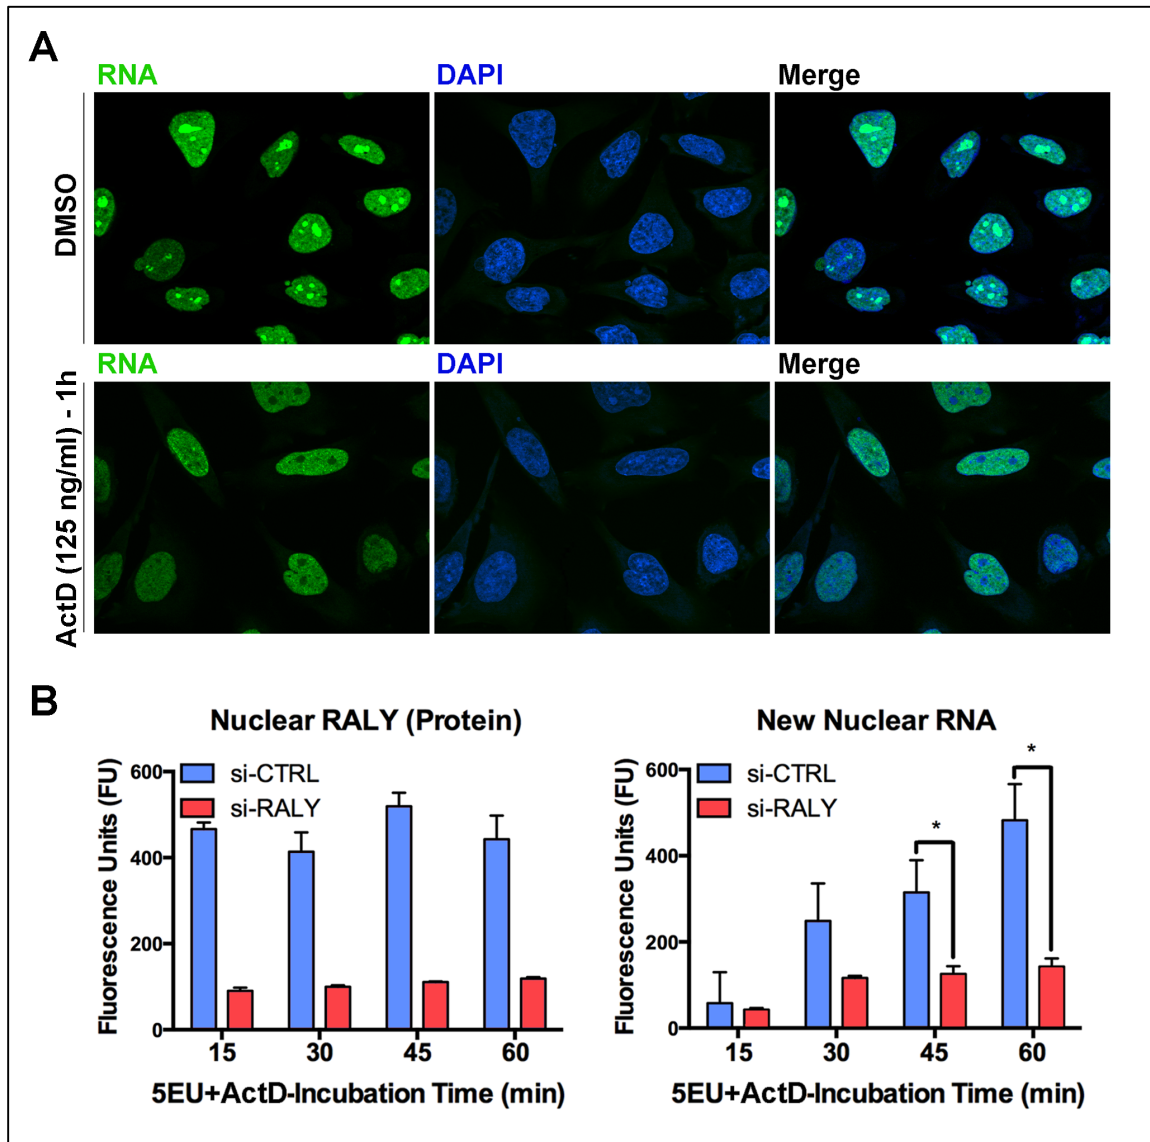 A
RNA DAPI Merge
DMSO
RNA DAPI Merge
ActD (125 ng/ml) - 1h
B
Nuclear RALY (Protein)
Fluorescence Units (FU)
600
400
200
0
si-CTRL
si-RALY
15 30 45 60
5EU+ActD-Incubation Time (min)
New Nuclear RNA
Fluorescence Units (FU)
600
400
200
0
si-CTRL
si-RALY
*
*
15 30 45 60
5EU+ActD-Incubation Time (min)